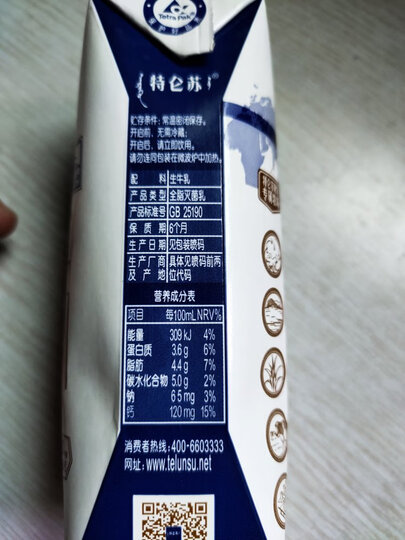 Tetra Pak
保护好品质
特仑苏
贮存条件: 常温密闭保存。
开启前, 无需冷藏;
开启后, 请立即饮用。
请勿连同包装在微波炉中加热。
配料 生牛乳
产品类型 全脂灭菌乳
产品标准号 GB 25190
保质期 6个月
生产日期 见包装喷码
生产厂商 具体见喷码前两
及产地 位代码
营养成分表
项目 每100mL NRV%
能量 309 kJ 4%
蛋白质 3.6 g 6%
脂肪 4.4 g 7%
碳水化合物 5.0 g 2%
钠 65 mg 3%
钙 120 mg 15%
消费者热线: 400-6603333
网址: www.telunsu.net